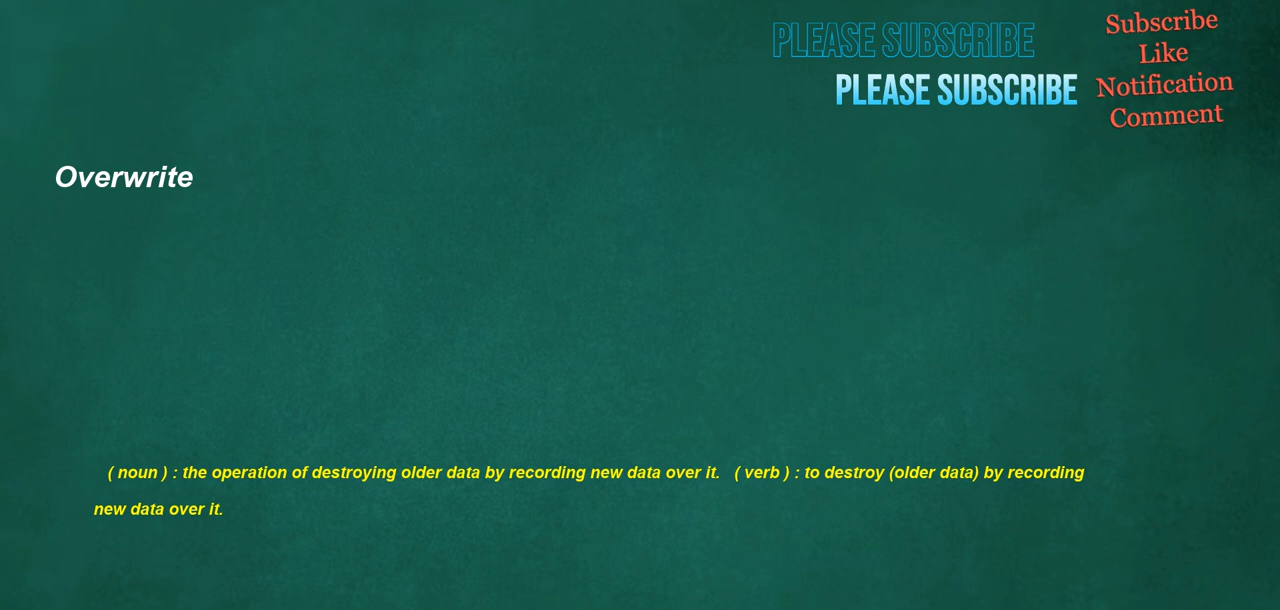 PLEASE SUBSCRIBE
PLEASE SUBSCRIBE
Subscribe
Like
Notification
Comment
Overwrite
( noun ) : the operation of destroying older data by recording new data over it.   ( verb ) : to destroy (older data) by recording
new data over it.